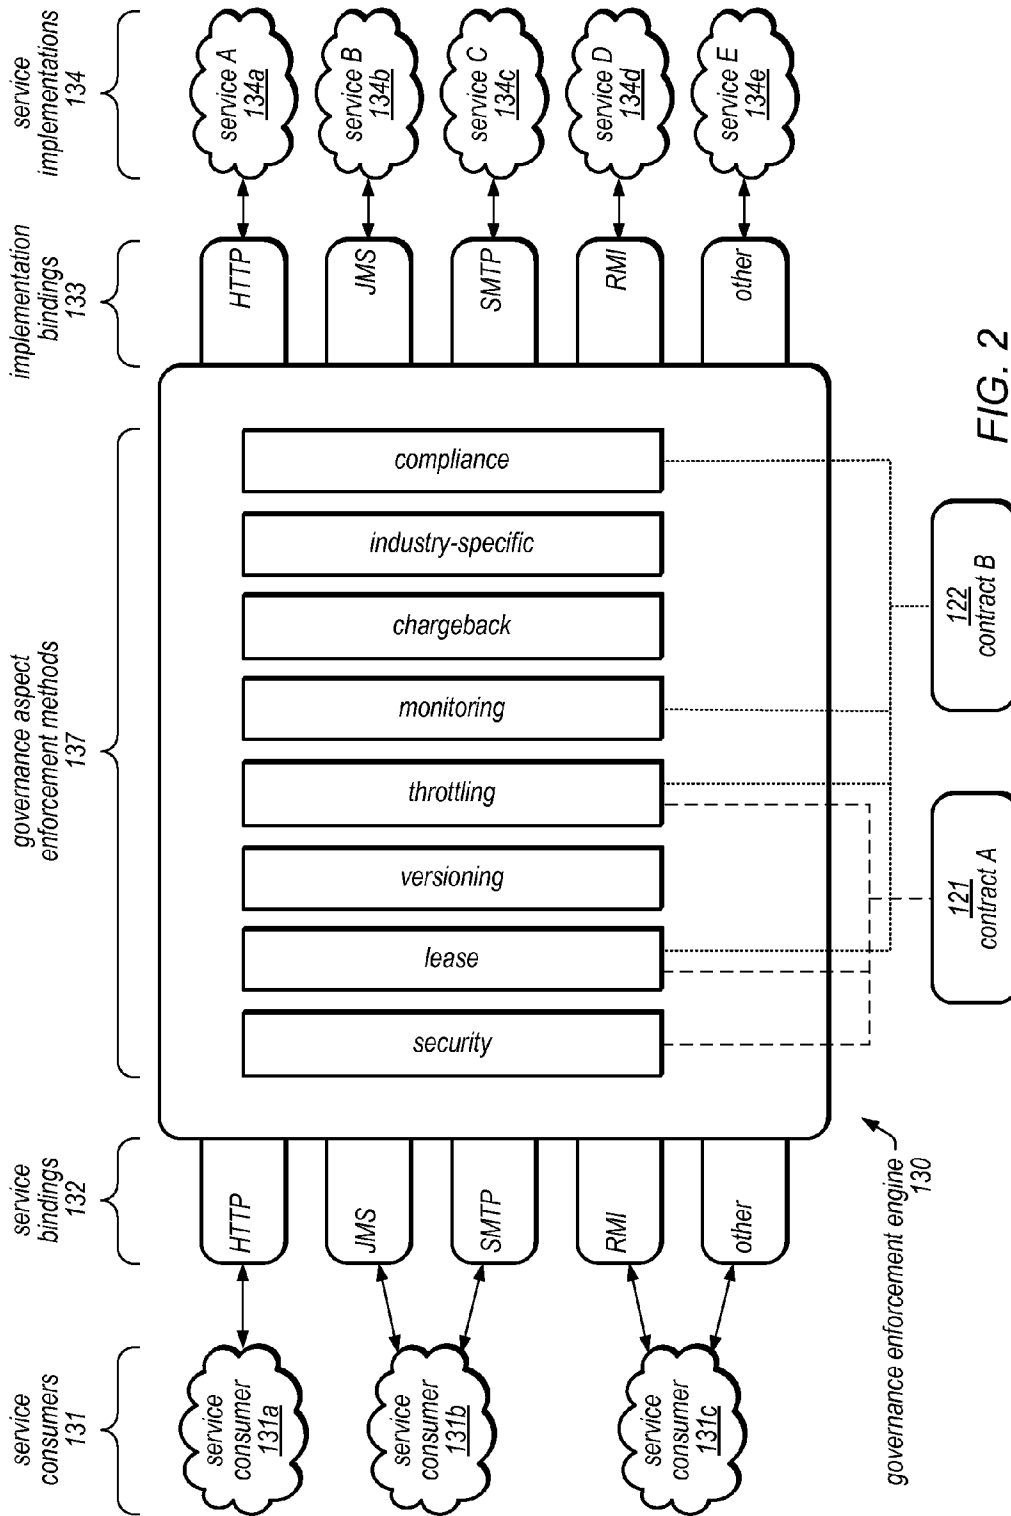 service
consumers
131
service
bindings
132
governance aspect
enforcement methods
137
implementation
bindings
133
service
implementations
134
service
consumer
131a
service
consumer
131b
service
consumer
131c
HTTP
JMS
SMTP
RMI
other
security
lease
versioning
throttling
monitoring
chargeback
industry-specific
compliance
HTTP
JMS
SMTP
RMI
other
service A
134a
service B
134b
service C
134c
service D
134d
service E
134e
governance enforcement engine
130
121
contract A
122
contract B
FIG. 2